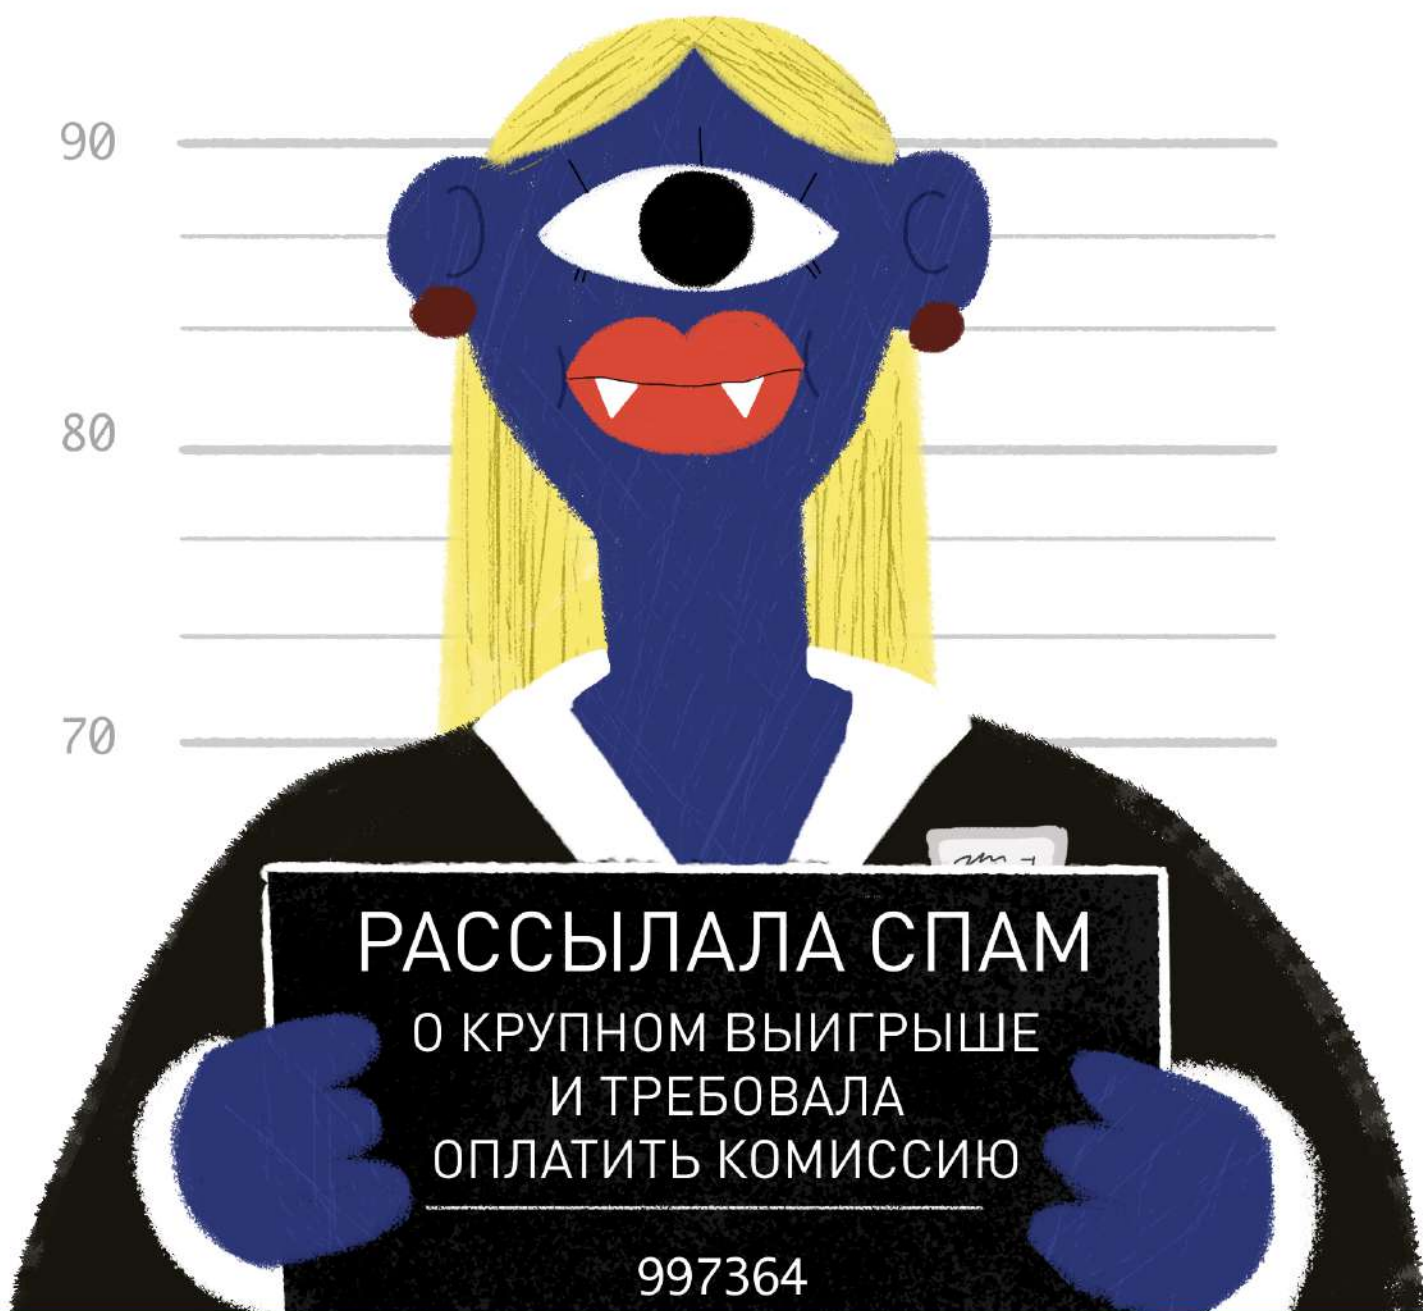 90
80
70
РАССЫЛАЛА СПАМ
О КРУПНОМ ВЫИГРЫШЕ
И ТРЕБОВАЛА
ОПЛАТИТЬ КОМИССИЮ
997364